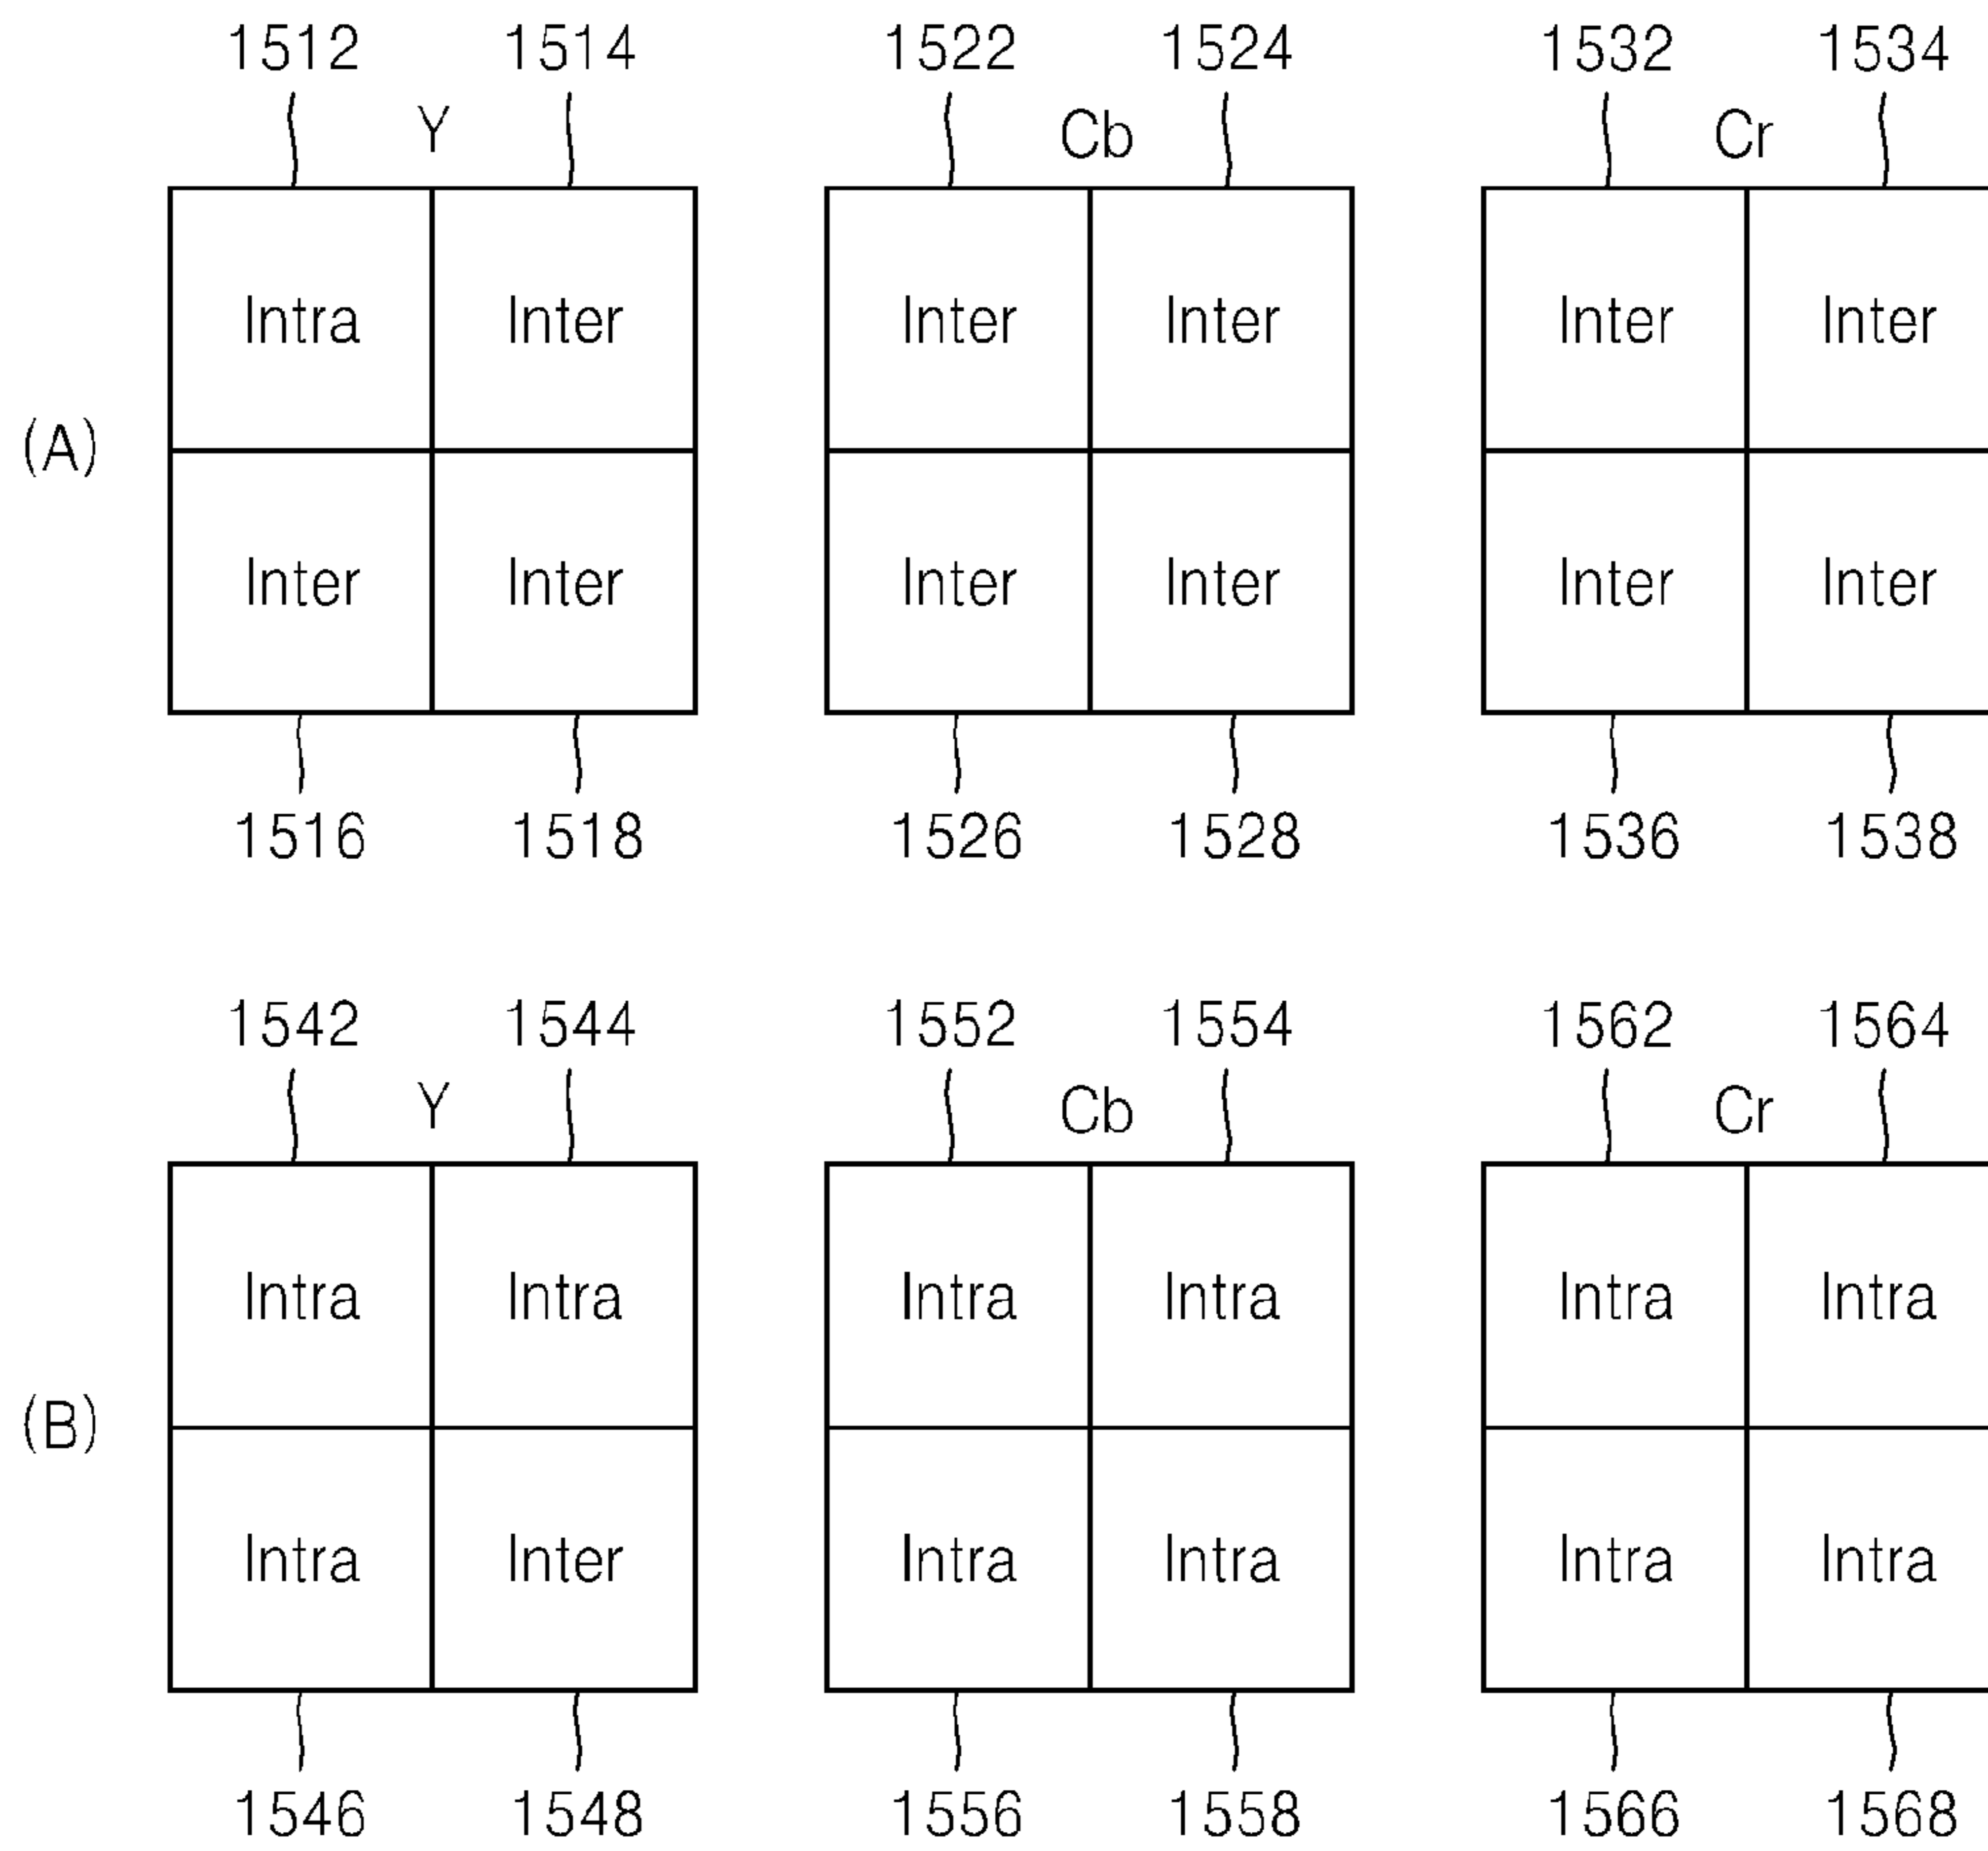 1512 1514 1522 1524 1532 1534
Y Cb Cr
Intra Inter Inter Inter Inter Inter
(A)
Inter Inter Inter Inter Inter Inter
1516 1518 1526 1528 1536 1538
1542 1544 1552 1554 1562 1564
Y Cb Cr
Intra Intra Intra Intra Intra Intra
(B)
Intra Inter Intra Intra Intra Intra
1546 1548 1556 1558 1566 1568